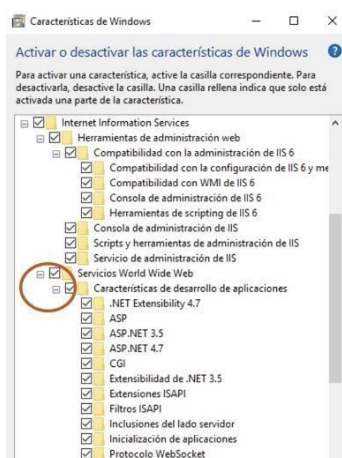 Características de Windows
Activar o desactivar las características de Windows
Para activar una característica, active la casilla correspondiente. Para
desactivarla, desactive la casilla. Una casilla rellena indica que solo está
activada una parte de la característica.
Internet Information Services
Herramientas de administración web
Compatibilidad con la administración de IIS 6
Compatibilidad con la configuración de IIS 6 y me
Compatibilidad con WMI de IIS 6
Consola de administración de IIS 6
Herramientas de scripting de IIS 6
Consola de administración de IIS
Scripts y herramientas de administración de IIS
Servicio de administración de IIS
Servicios World Wide Web
Características de desarrollo de aplicaciones
.NET Extensibility 4.7
ASP
ASP.NET 3.5
ASP.NET 4.7
CGI
Extensibilidad de .NET 3.5
Extensiones ISAPI
Filtros ISAPI
Inclusiones del lado servidor
Inicialización de aplicaciones
Protocolo WebSocket